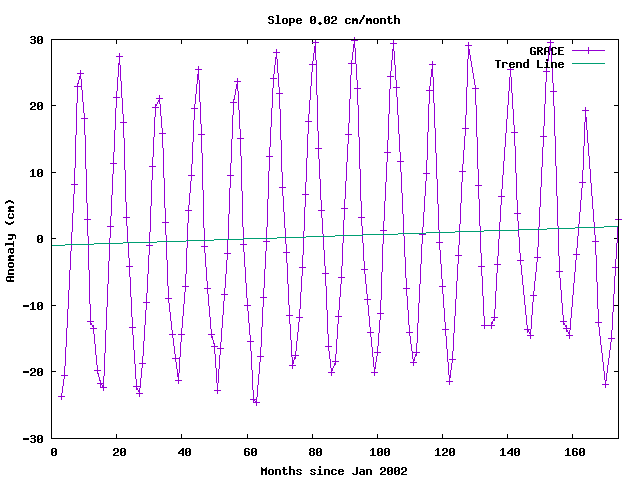 Slope 0.02 cm/month
GRACE
Trend Line
30
20
10
0
-10
-20
-30
Anomaly (cm)
0 20 40 60 80 100 120 140 160
Months since Jan 2002